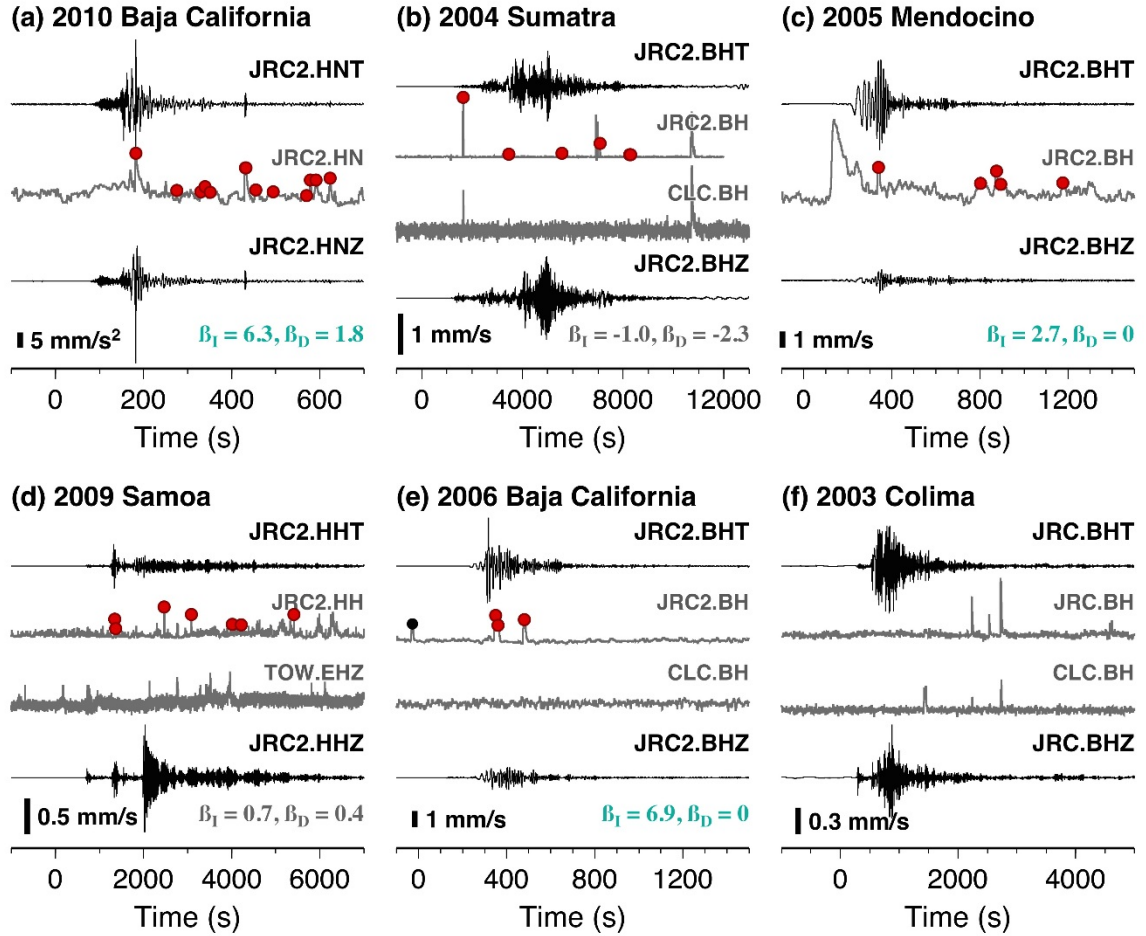 (a) 2010 Baja California
JRC2.HNT
JRC2.HN
JRC2.HNZ
5 mm/s²
ß_I = 6.3, ß_D = 1.8
0 200 400 600
Time (s)
(b) 2004 Sumatra
JRC2.BHT
JRC2.BH
CLC.BH
JRC2.BHZ
1 mm/s
ß_I = -1.0, ß_D = -2.3
0 4000 8000 12000
Time (s)
(c) 2005 Mendocino
JRC2.BHT
JRC2.BH
JRC2.BHZ
1 mm/s
ß_I = 2.7, ß_D = 0
0 400 800 1200
Time (s)
(d) 2009 Samoa
JRC2.HHT
JRC2.HH
TOW.EHZ
JRC2.HHZ
0.5 mm/s
ß_I = 0.7, ß_D = 0.4
0 2000 4000 6000
Time (s)
(e) 2006 Baja California
JRC2.BHT
JRC2.BH
CLC.BH
JRC2.BHZ
1 mm/s
ß_I = 6.9, ß_D = 0
0 400 800 1200
Time (s)
(f) 2003 Colima
JRC.BHT
JRC.BH
CLC.BH
JRC.BHZ
0.3 mm/s
0 2000 4000
Time (s)